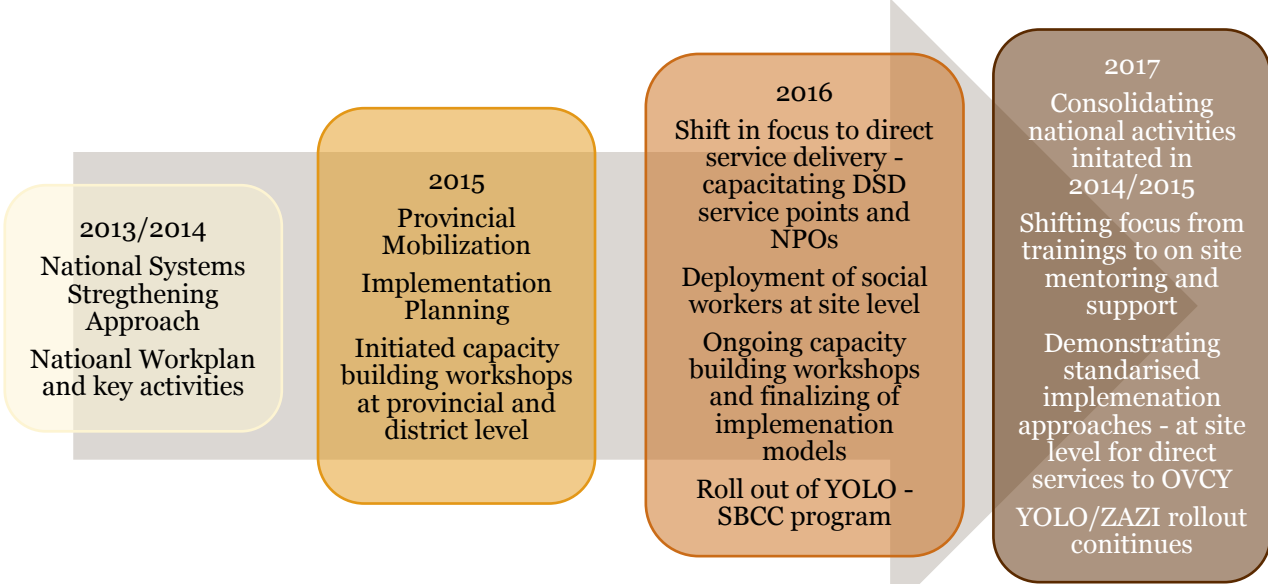 2013/2014
National Systems
Stregthening
Approach
Natioanl Workplan
and key activities
2015
Provincial
Mobilization
Implementation
Planning
Initiated capacity
building workshops
at provincial and
district level
2016
Shift in focus to direct
service delivery -
capacitating DSD
service points and
NPOs
Deployment of social
workers at site level
Ongoing capacity
building workshops
and finalizing of
implemenation
models
Roll out of YOLO -
SBCC program
2017
Consolidating
national activities
initated in
2014/2015
Shifting focus from
trainings to on site
mentoring and
support
Demonstrating
standarised
implemenation
approaches - at site
level for direct
services to OVCY
YOLO/ZAZI rollout
conitinues